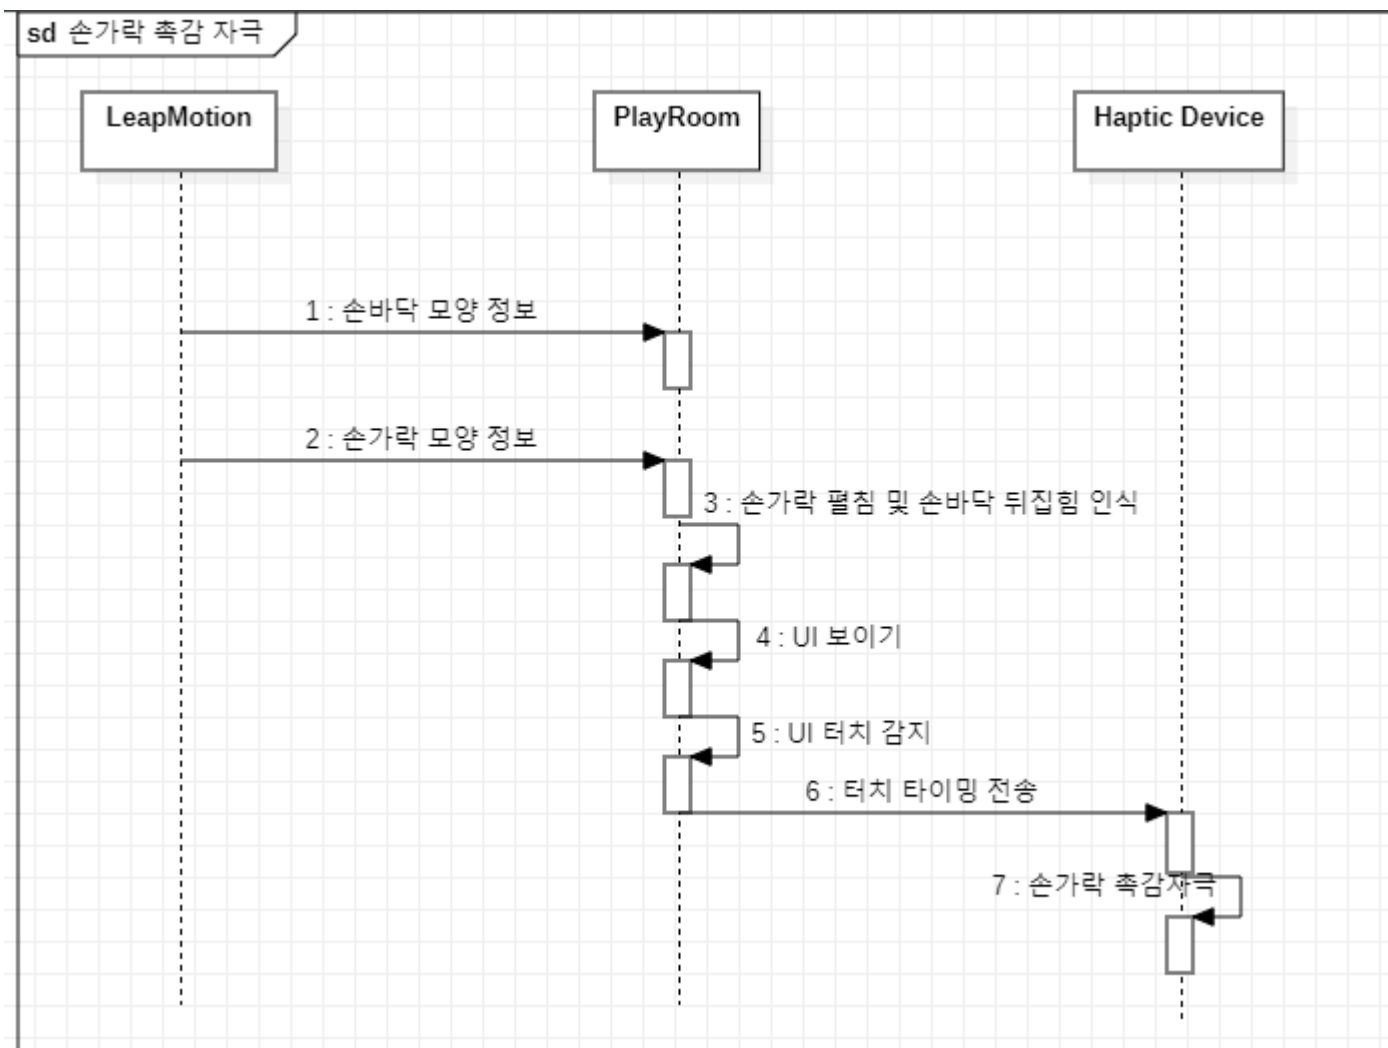 sd 손가락 촉감 자극
LeapMotion
PlayRoom
Haptic Device
1 : 손바닥 모양 정보
2 : 손가락 모양 정보
3 : 손가락 펼침 및 손바닥 뒤집힘 인식
4 : UI 보이기
5 : UI 터치 감지
6 : 터치 타이밍 전송
7 : 손가락 촉감자극